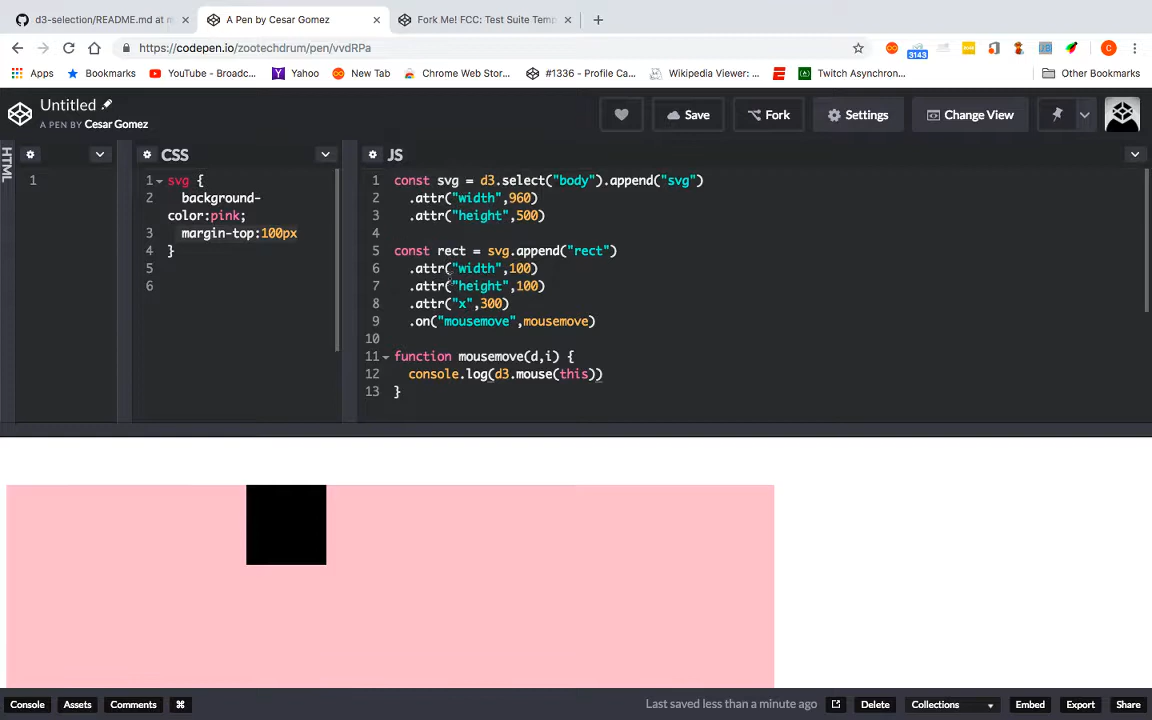 d3-selection/README.md at m
A Pen by Cesar Gomez
Fork Me! FCC: Test Suite Temp
https://codepen.io/zootechdrum/pen/vvdRPa
3143
C
Apps
Bookmarks
YouTube - Broadc...
Yahoo
New Tab
Chrome Web Stor...
#1336 - Profile Ca...
Wikipedia Viewer: ...
Twitch Asynchron...
Other Bookmarks
Untitled
A PEN BY Cesar Gomez
Save
Fork
Settings
Change View
HTML
1
CSS
1 svg {
2 background-
color:pink;
3 margin-top:100px
4 }
5
6
JS
1 const svg = d3.select("body").append("svg")
2 .attr("width",960)
3 .attr("height",500)
4
5 const rect = svg.append("rect")
6 .attr("width",100)
7 .attr("height",100)
8 .attr("x",300)
9 .on("mousemove",mousemove)
10
11 function mousemove(d,i) {
12 console.log(d3.mouse(this))
13 }
Console
Assets
Comments
⌘
Last saved less than a minute ago
Delete
Collections
Embed
Export
Share